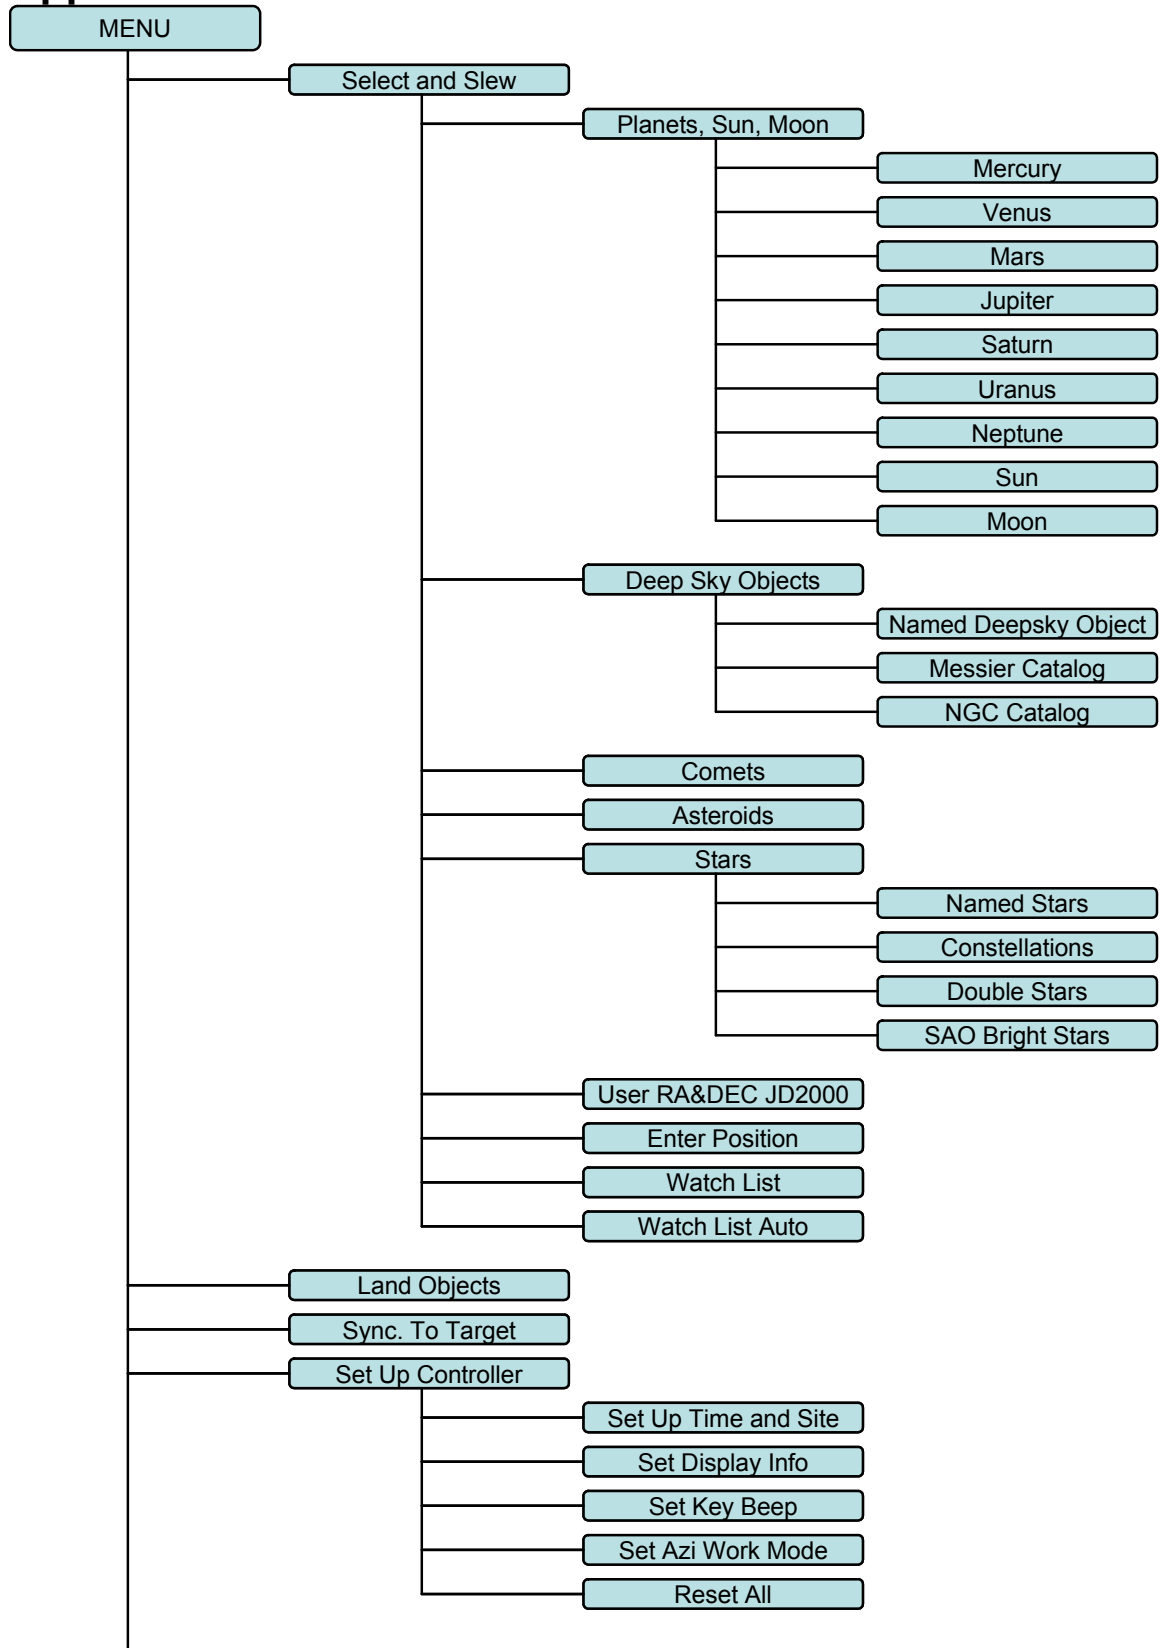 MENU
Select and Slew
Planets, Sun, Moon
Mercury
Venus
Mars
Jupiter
Saturn
Uranus
Neptune
Sun
Moon
Deep Sky Objects
Named Deepsky Object
Messier Catalog
NGC Catalog
Comets
Asteroids
Stars
Named Stars
Constellations
Double Stars
SAO Bright Stars
User RA&DEC JD2000
Enter Position
Watch List
Watch List Auto
Land Objects
Sync. To Target
Set Up Controller
Set Up Time and Site
Set Display Info
Set Key Beep
Set Azi Work Mode
Reset All